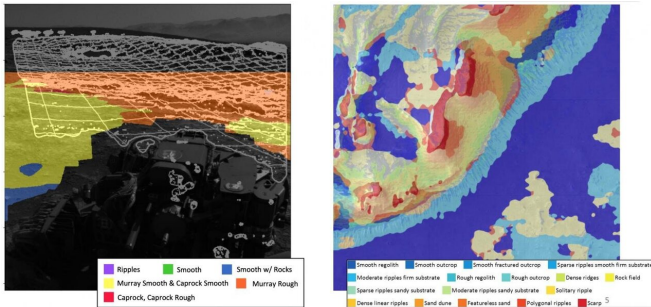 Ripples Smooth Smooth w/ Rocks
Murray Smooth & Caprock Smooth Murray Rough
Caprock, Caprock Rough
Smooth regolith Smooth outcrop Smooth fractured outcrop Sparse ripples smooth firm substrate
Moderate ripples firm substrate Rough regolith Rough outcrop Dense ridges Rock field
Sparse ripples sandy substrate Moderate ripples sandy substrate Solitary ripple
Dense linear ripples Sand dune Featureless sand Polygonal ripples Scarp
5